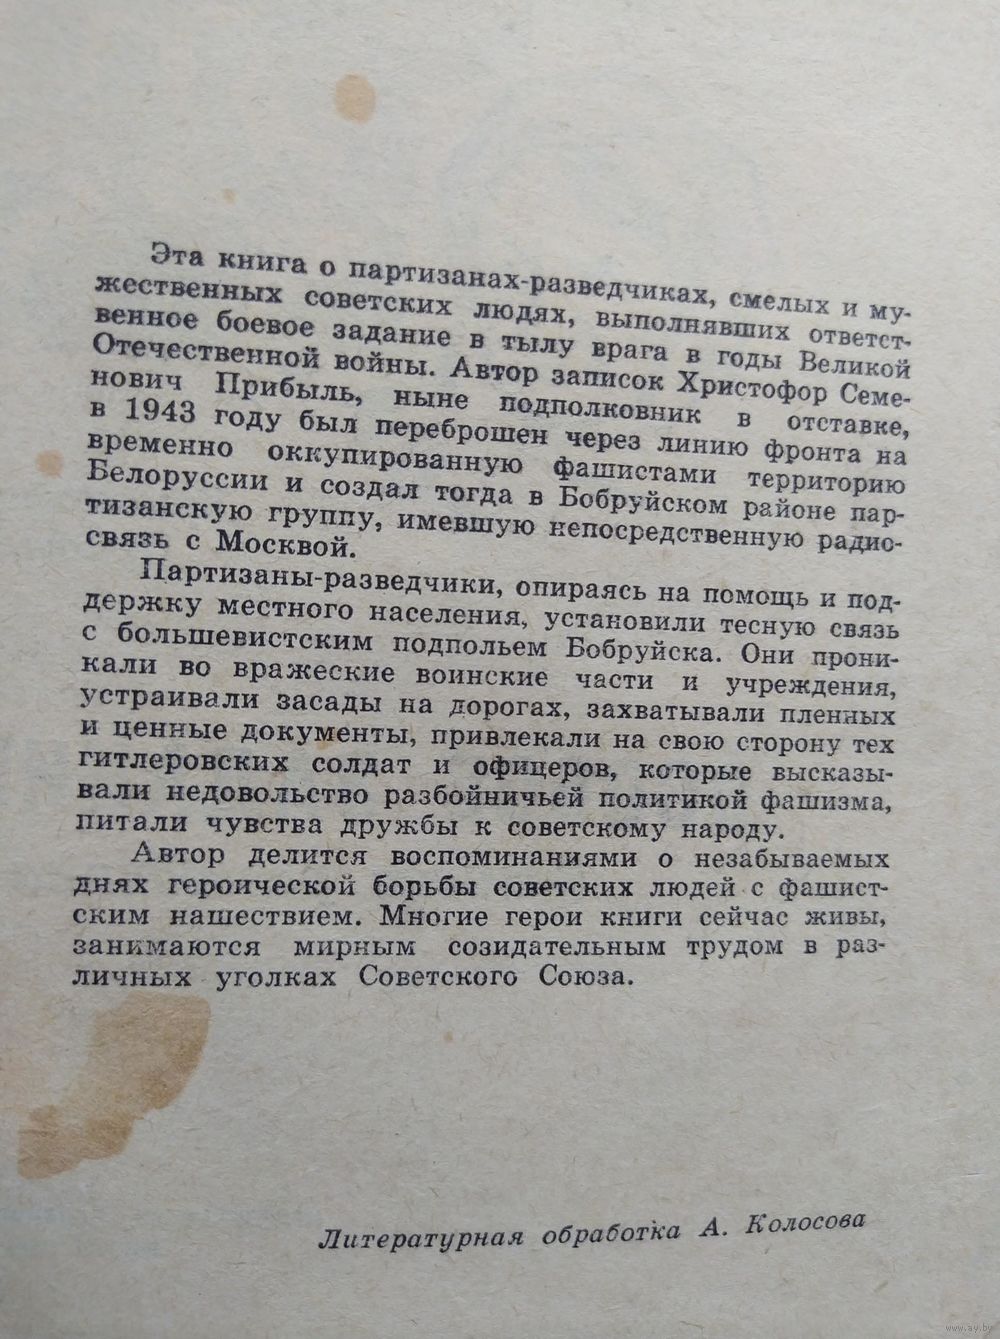 Эта книга о партизанах-разведчиках, смелых и му-
жественных советских людях, выполнявших ответст-
венное боевое задание в тылу врага в годы Великой
Отечественной войны. Автор записок Христофор Семе-
нович Прибыль, ныне подполковник в отставке,
в 1943 году был переброшен через линию фронта на
временно оккупированную фашистами территорию
Белоруссии и создал тогда в Бобруйском районе пар-
тизанскую группу, имевшую непосредственную радио-
связь с Москвой.
Партизаны-разведчики, опираясь на помощь и под-
держку местного населения, установили тесную связь
с большевистским подпольем Бобруйска. Они прони-
кали во вражеские воинские части и учреждения,
устраивали засады на дорогах, захватывали пленных
и ценные документы, привлекали на свою сторону тех
гитлеровских солдат и офицеров, которые высказы-
вали недовольство разбойничьей политикой фашизма,
питали чувства дружбы к советскому народу.
Автор делится воспоминаниями о незабываемых
днях героической борьбы советских людей с фашист-
ским нашествием. Многие герои книги сейчас живы,
занимаются мирным созидательным трудом в раз-
личных уголках Советского Союза.
Литературная обработка А. Колосова
www.ay.by